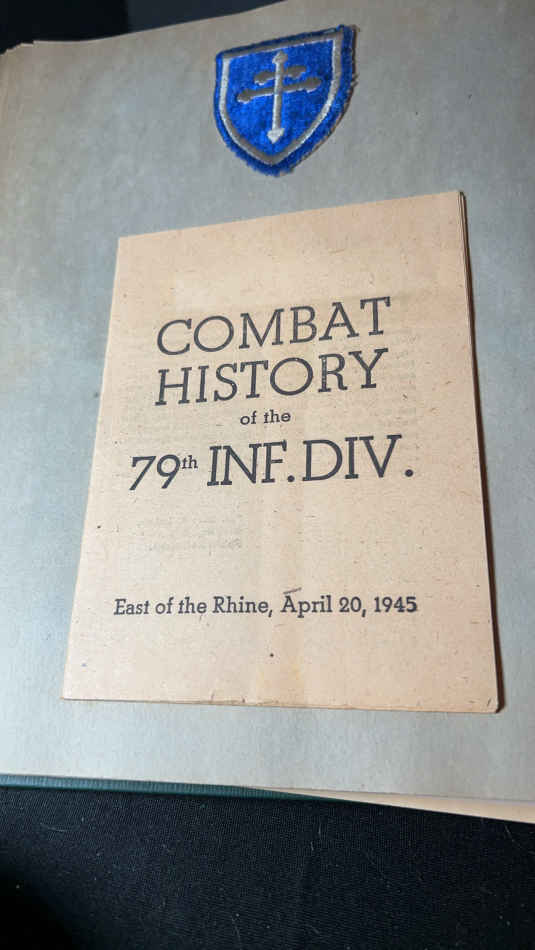 COMBAT
HISTORY
of the
79th INF. DIV.
East of the Rhine, April 20, 1945